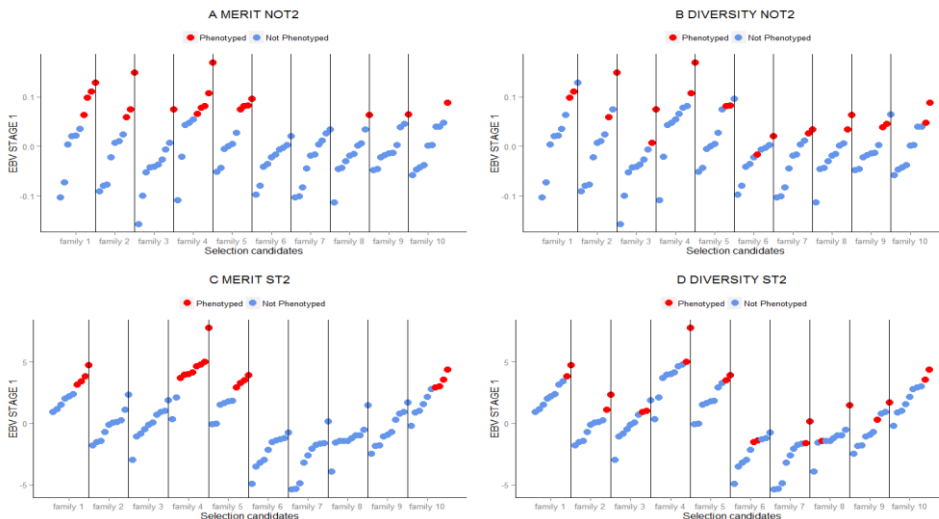 A MERIT NOT2
Phenotyped Not Phenotyped
EBV STAGE 1
0.1
0.0
-0.1
family 1 family 2 family 3 family 4 family 5 family 6 family 7 family 8 family 9 family 10
Selection candidates
B DIVERSITY NOT2
Phenotyped Not Phenotyped
EBV STAGE 1
0.1
0.0
-0.1
family 1 family 2 family 3 family 4 family 5 family 6 family 7 family 8 family 9 family 10
Selection candidates
C MERIT ST2
Phenotyped Not Phenotyped
EBV STAGE 1
5
0
-5
family 1 family 2 family 3 family 4 family 5 family 6 family 7 family 8 family 9 family 10
Selection candidates
D DIVERSITY ST2
Phenotyped Not Phenotyped
EBV STAGE 1
5
0
-5
family 1 family 2 family 3 family 4 family 5 family 6 family 7 family 8 family 9 family 10
Selection candidates